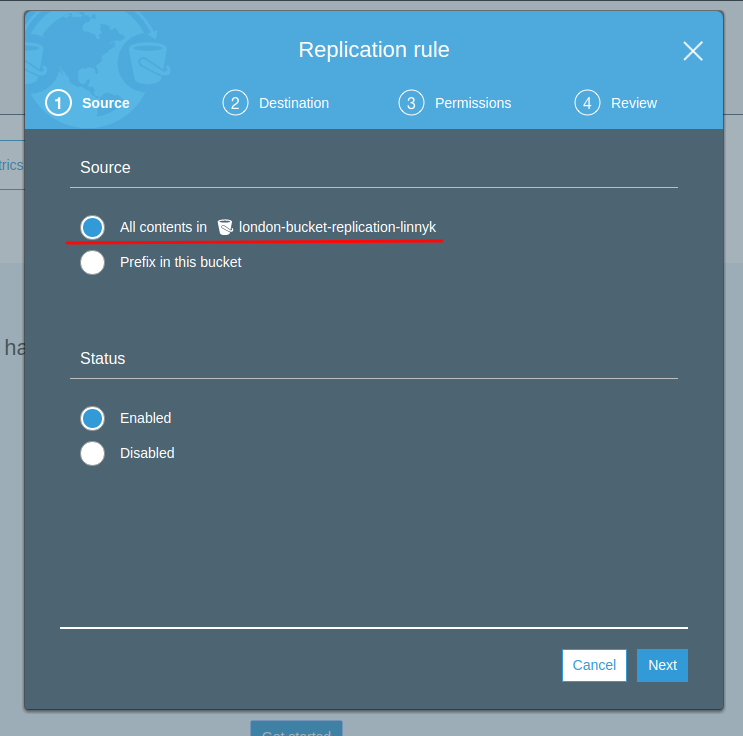 Replication rule
1 Source 2 Destination 3 Permissions 4 Review
trics
Source
All contents in london-bucket-replication-linnyk
Prefix in this bucket
ha
Status
Enabled
Disabled
Cancel Next
Get started